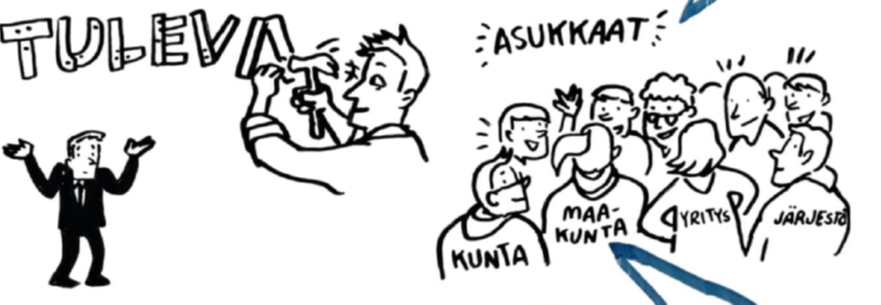 TULEVA
ASUKKAAT
KUNTA
MAA-
KUNTA
YRITYS
JÄRJESTÖ